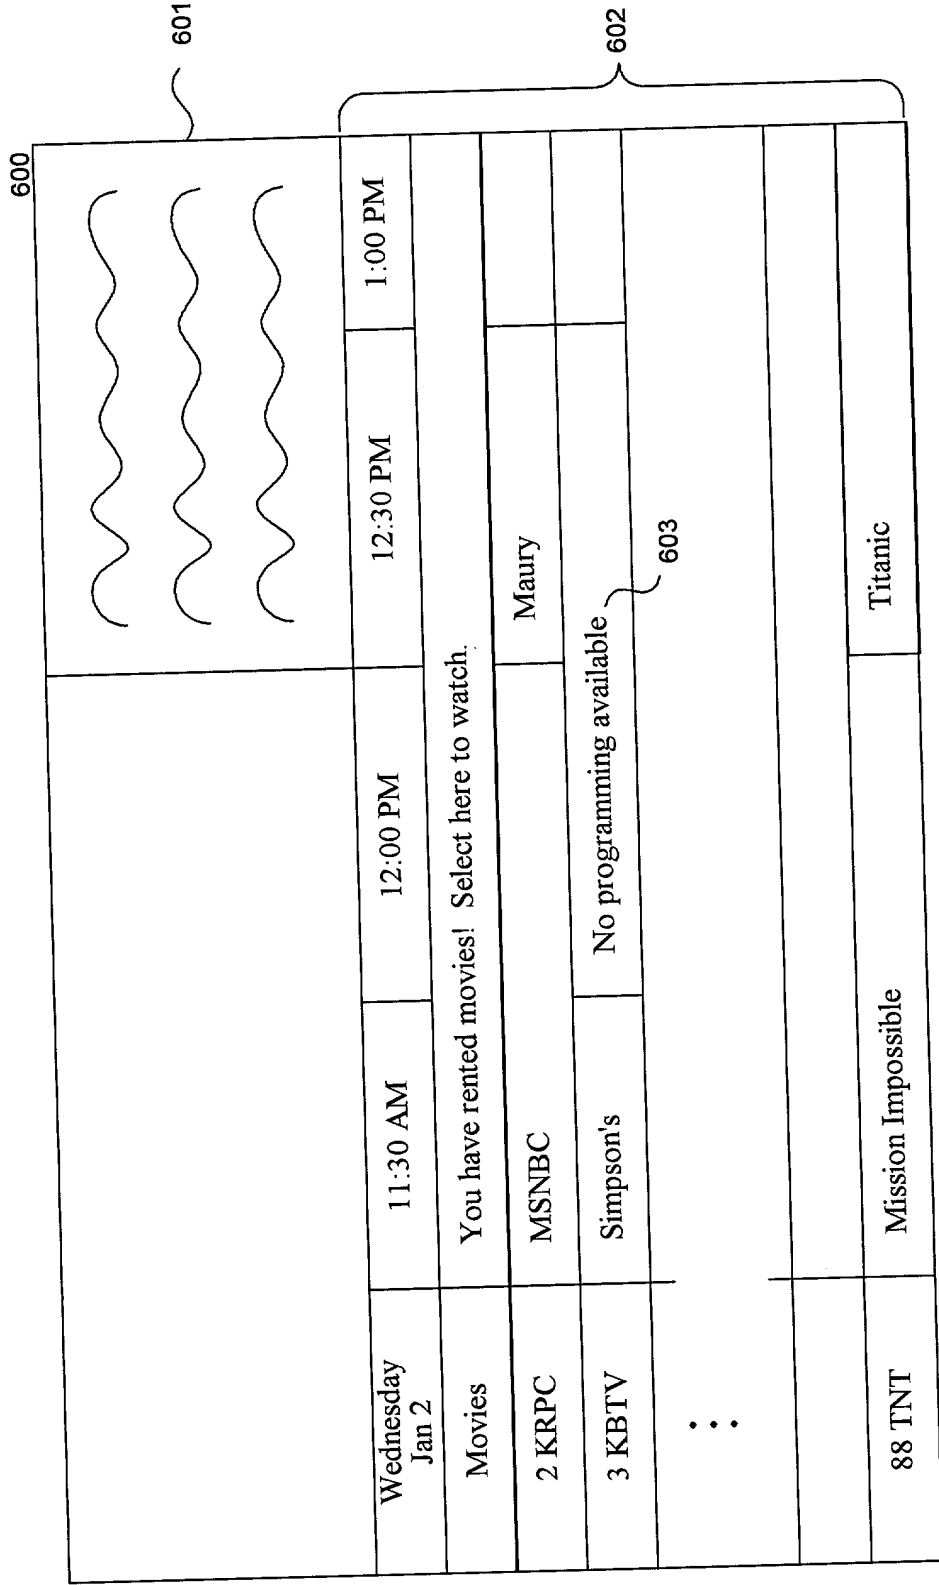 600
601
602
Wednesday
Jan 2
11:30 AM
12:00 PM
12:30 PM
1:00 PM
Movies
You have rented movies! Select here to watch.
2 KRPC
MSNBC
Maury
3 KBTV
Simpson's
No programming available
603
• • •
88 TNT
Mission Impossible
Titanic